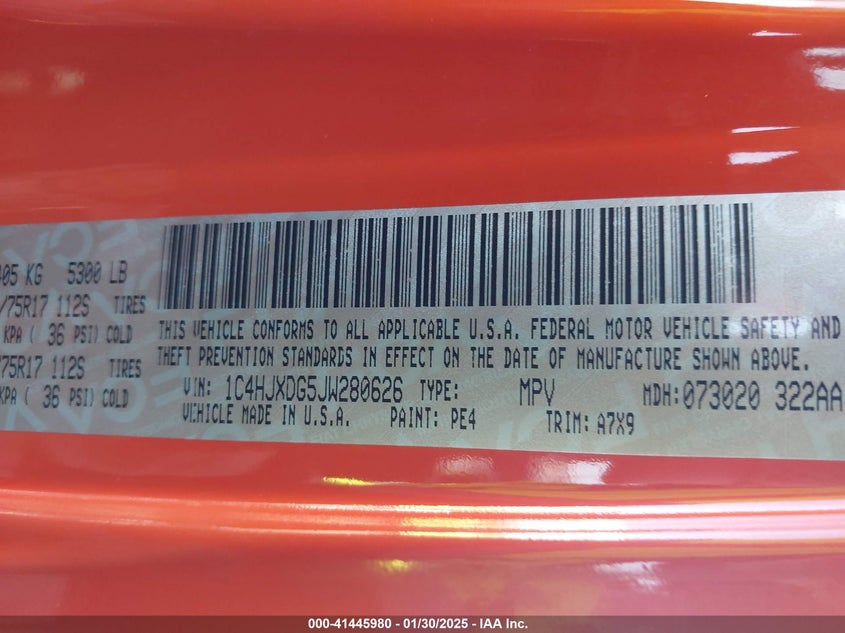 405 KG 5300 LB
/75R17 112S TIRES
KPA ( 36 PSI) COLD
/75R17 112S TIRES
KPA ( 36 PSI) COLD
THIS VEHICLE CONFORMS TO ALL APPLICABLE U.S.A. FEDERAL MOTOR VEHICLE SAFETY AND
THEFT PREVENTION STANDARDS IN EFFECT ON THE DATE OF MANUFACTURE SHOWN ABOVE.
VIN: 1C4HJXDG5JW280626 TYPE: MPV MDH: 073020 322AA
VEHICLE MADE IN U.S.A. PAINT: PE4 TRIM: A7X9
000-41445980 - 01/30/2025 - IAA Inc.